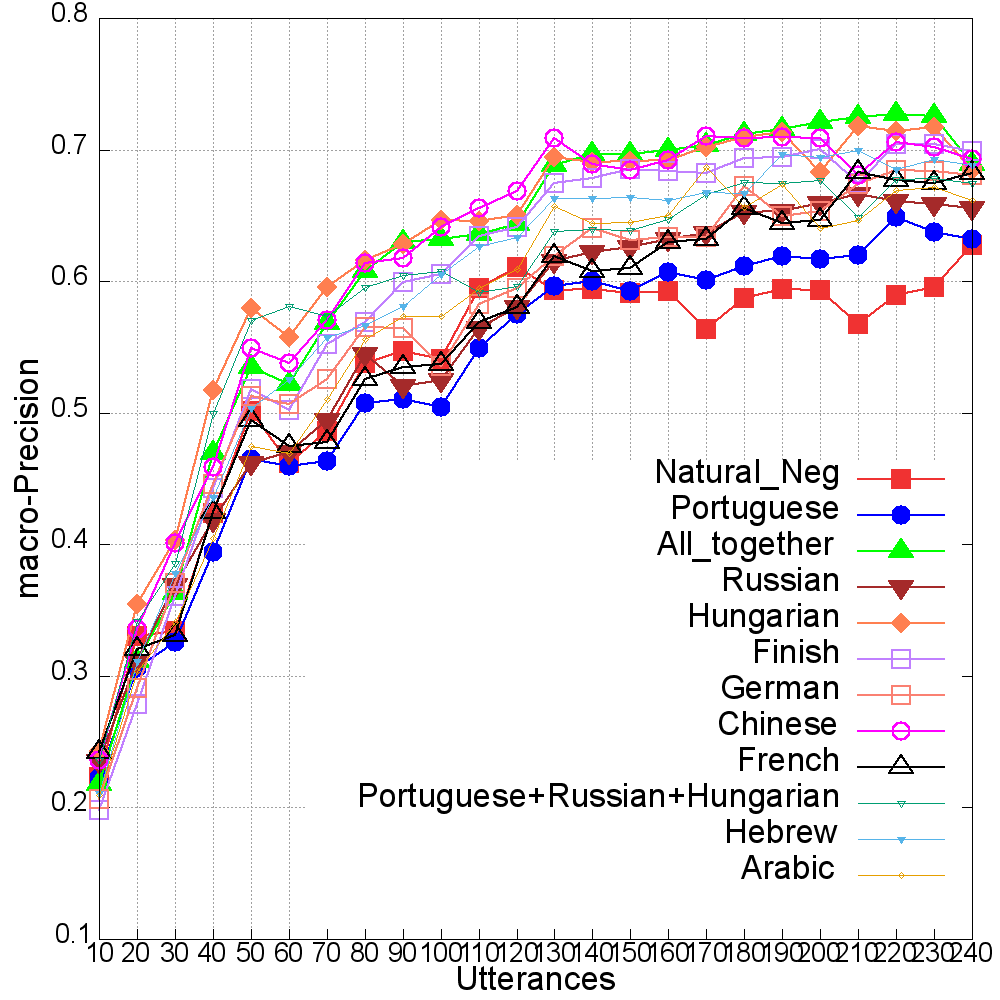 0.8
0.7
0.6
0.5
0.4
0.3
0.2
0.1
macro-Precision
Natural_Neg
Portuguese
All_together
Russian
Hungarian
Finish
German
Chinese
French
Portuguese+Russian+Hungarian
Hebrew
Arabic
10 20 30 40 50 60 70 80 90 100 110 120 130 140 150 160 170 180 190 200 210 220 230 240
Utterances